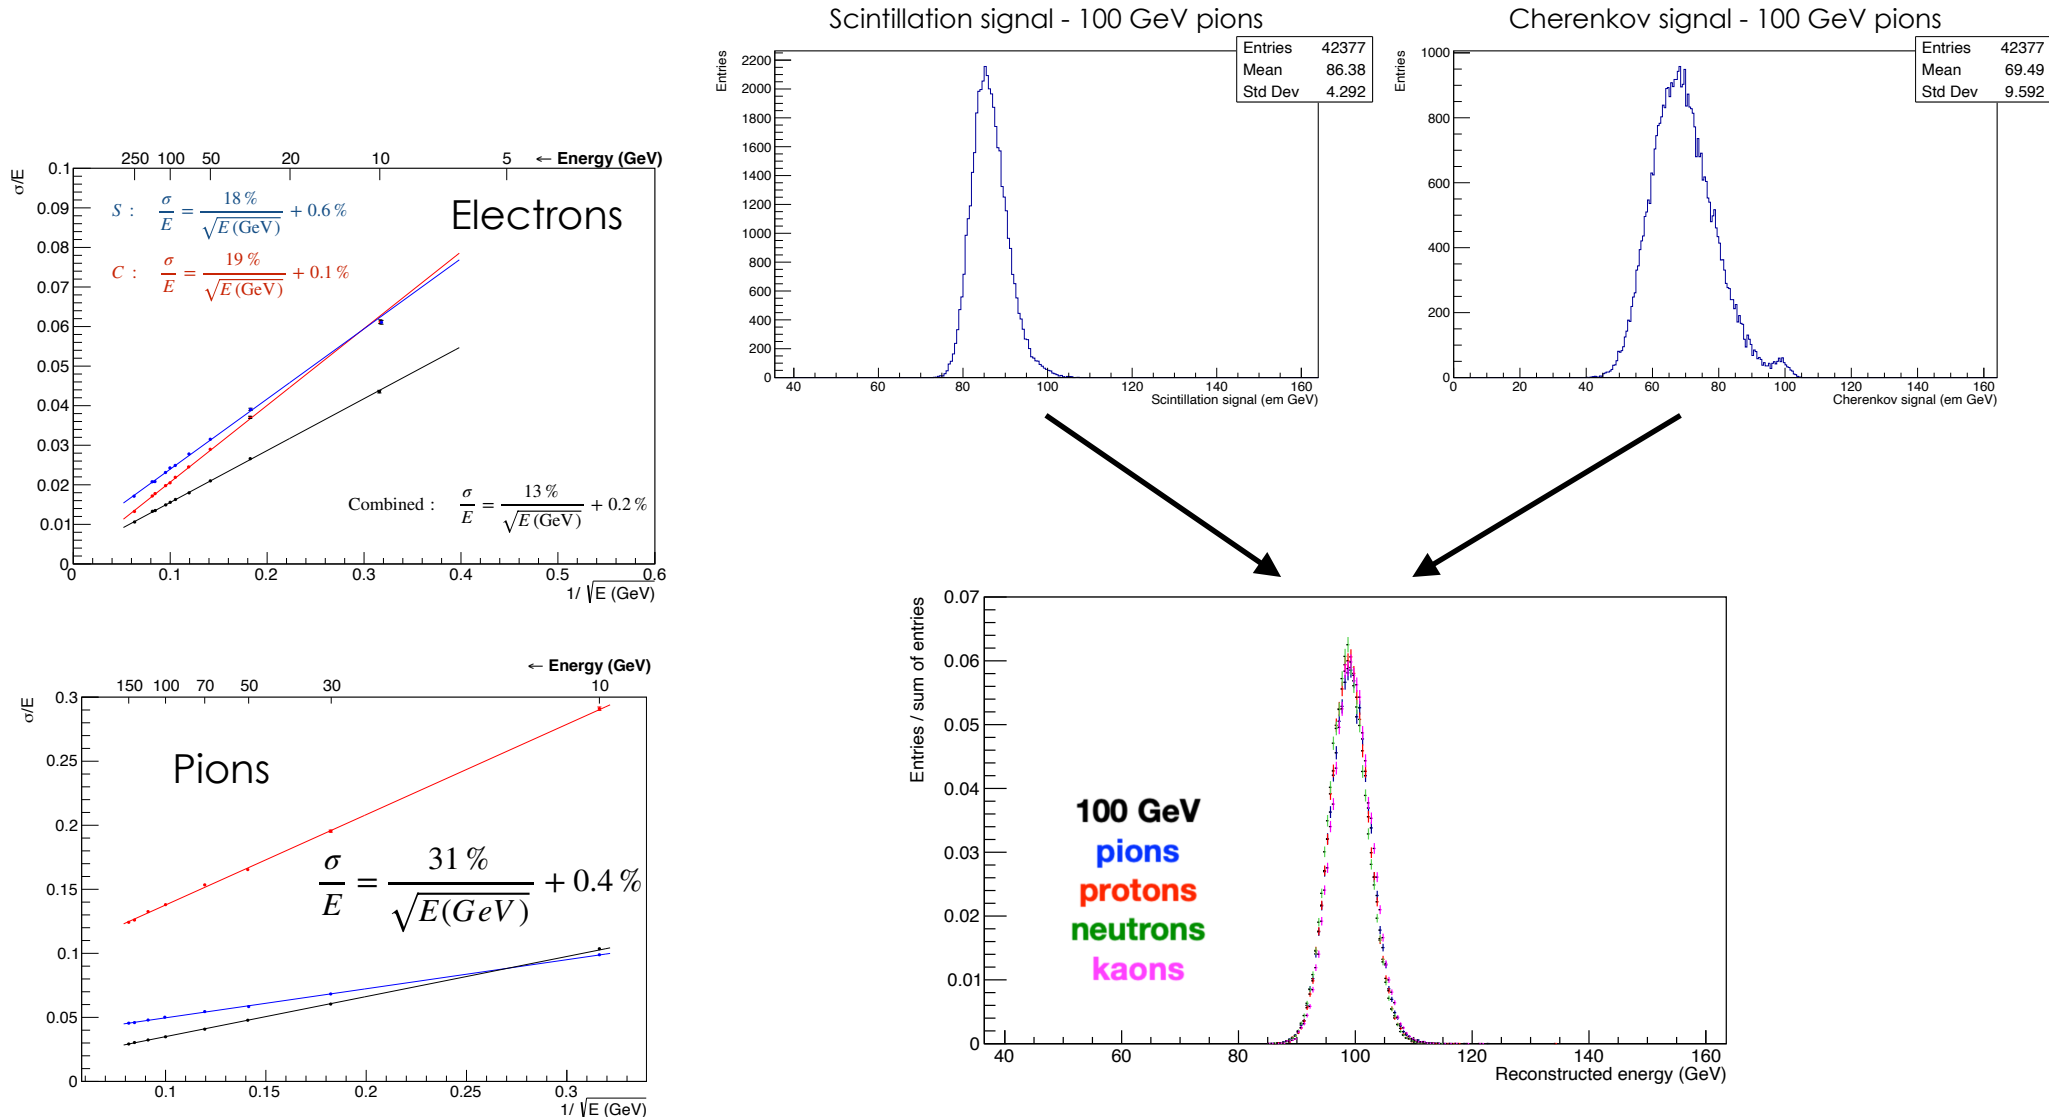 Scintillation signal - 100 GeV pions
Entries
Entries 42377
Mean 86.38
Std Dev 4.292
2200
2000
1800
1600
1400
1200
1000
800
600
400
200
0
40 60 80 100 120 140 160
Scintillation signal (em GeV)
Cherenkov signal - 100 GeV pions
Entries
Entries 42377
Mean 69.49
Std Dev 9.592
1000
800
600
400
200
0
0 20 40 60 80 100 120 140 160
Cherenkov signal (em GeV)
250 100 50 20 10 5 ← Energy (GeV)
σ/E
0.1
0.09
0.08
0.07
0.06
0.05
0.04
0.03
0.02
0.01
0
S : σ/E = 18 %/√E (GeV) + 0.6 %
C : σ/E = 19 %/√E (GeV) + 0.1 %
Electrons
Combined : σ/E = 13 %/√E (GeV) + 0.2 %
0 0.1 0.2 0.3 0.4 0.5 0.6
1/ √E (GeV)
← Energy (GeV)
150 100 70 50 30 10
σ/E
0.3
0.25
0.2
0.15
0.1
0.05
0
Pions
σ/E = 31 %/√E(GeV) + 0.4 %
0.1 0.15 0.2 0.25 0.3
1/ √E (GeV)
Entries / sum of entries
0.07
0.06
0.05
0.04
0.03
0.02
0.01
0
100 GeV
pions
protons
neutrons
kaons
40 60 80 100 120 140 160
Reconstructed energy (GeV)